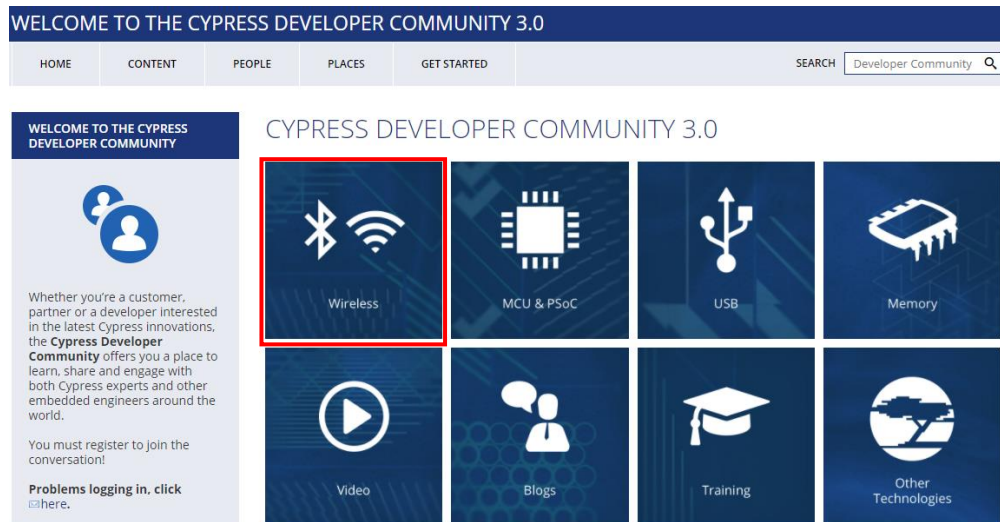 WELCOME TO THE CYPRESS DEVELOPER COMMUNITY 3.0
HOME CONTENT PEOPLE PLACES GET STARTED SEARCH Developer Community
WELCOME TO THE CYPRESS
DEVELOPER COMMUNITY
Whether you're a customer,
partner or a developer interested
in the latest Cypress innovations,
the Cypress Developer
Community offers you a place to
learn, share and engage with
both Cypress experts and other
embedded engineers around the
world.
You must register to join the
conversation!
Problems logging in, click
here.
CYPRESS DEVELOPER COMMUNITY 3.0
Wireless
MCU & PSoC
USB
Memory
Video
Blogs
Training
Other
Technologies